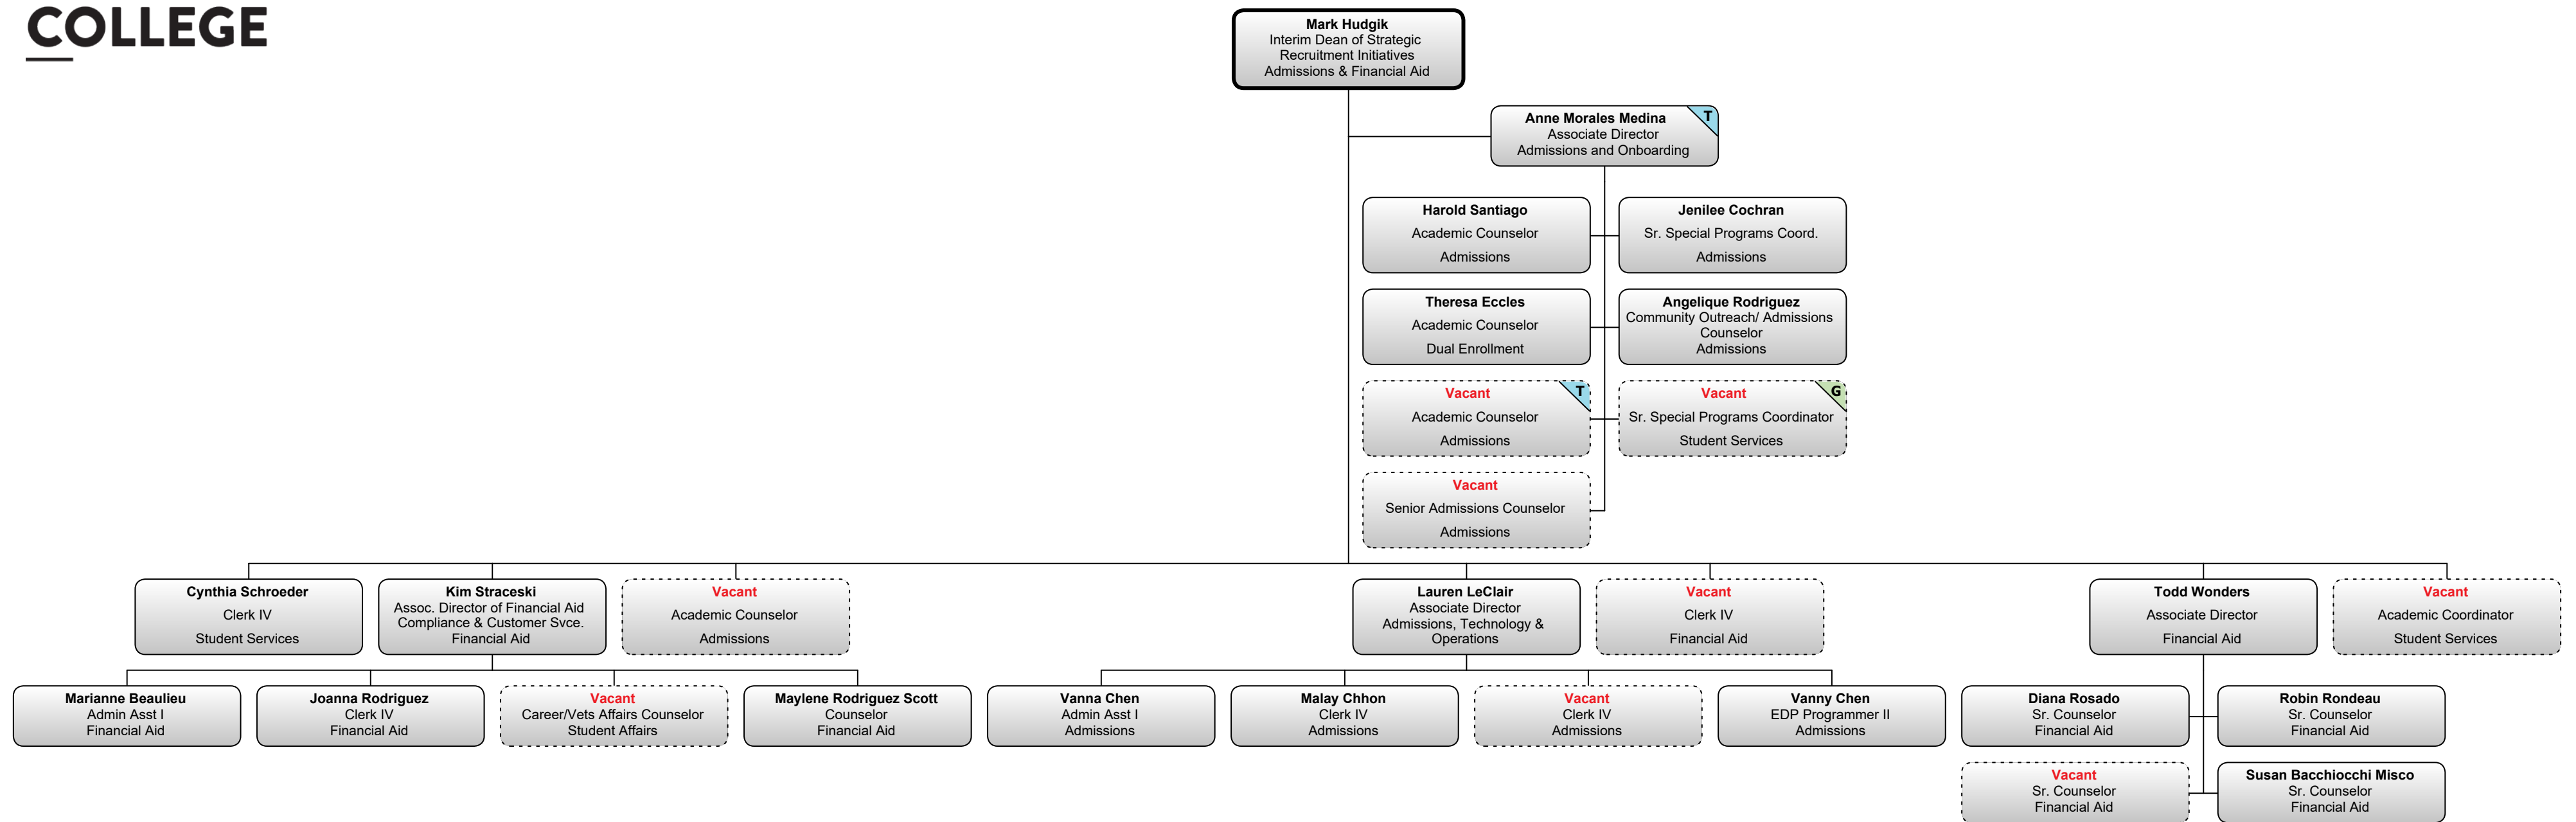 COLLEGE
Mark Hudgik
Interim Dean of Strategic
Recruitment Initiatives
Admissions & Financial Aid
Anne Morales Medina
T
Associate Director
Admissions and Onboarding
Harold Santiago
Academic Counselor
Admissions
Jenilee Cochran
Sr. Special Programs Coord.
Admissions
Theresa Eccles
Academic Counselor
Dual Enrollment
Angelique Rodriguez
Community Outreach/ Admissions
Counselor
Admissions
Vacant
T
Academic Counselor
Admissions
Vacant
G
Sr. Special Programs Coordinator
Student Services
Vacant
Senior Admissions Counselor
Admissions
Cynthia Schroeder
Clerk IV
Student Services
Kim Straceski
Assoc. Director of Financial Aid
Compliance & Customer Svce.
Financial Aid
Vacant
Academic Counselor
Admissions
Lauren LeClair
Associate Director
Admissions, Technology &
Operations
Vacant
Clerk IV
Financial Aid
Todd Wonders
Associate Director
Financial Aid
Vacant
Academic Coordinator
Student Services
Marianne Beaulieu
Admin Asst I
Financial Aid
Joanna Rodriguez
Clerk IV
Financial Aid
Vacant
Career/Vets Affairs Counselor
Student Affairs
Maylene Rodriguez Scott
Counselor
Financial Aid
Vanna Chen
Admin Asst I
Admissions
Malay Chhon
Clerk IV
Admissions
Vacant
Clerk IV
Admissions
Vanny Chen
EDP Programmer II
Admissions
Diana Rosado
Sr. Counselor
Financial Aid
Robin Rondeau
Sr. Counselor
Financial Aid
Vacant
Sr. Counselor
Financial Aid
Susan Bacchiocchi Misco
Sr. Counselor
Financial Aid